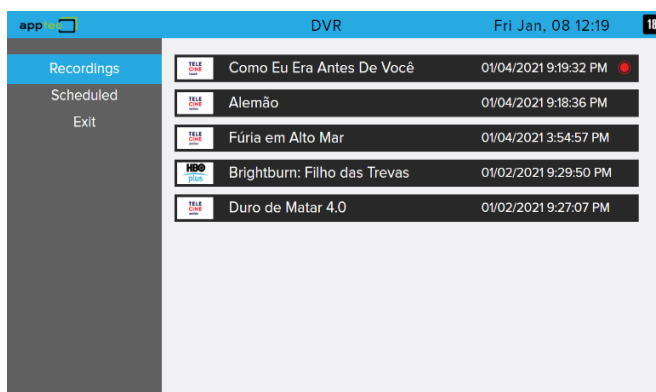 apptec DVR Fri Jan, 08 12:19 18
Recordings
Scheduled
Exit
TELE CINE Como Eu Era Antes De Você 01/04/2021 9:19:32 PM
TELE CINE action Alemão 01/04/2021 9:18:36 PM
TELE CINE action Fúria em Alto Mar 01/04/2021 3:54:57 PM
HBO plus Brightburn: Filho das Trevas 01/02/2021 9:29:50 PM
TELE CINE action Duro de Matar 4.0 01/02/2021 9:27:07 PM